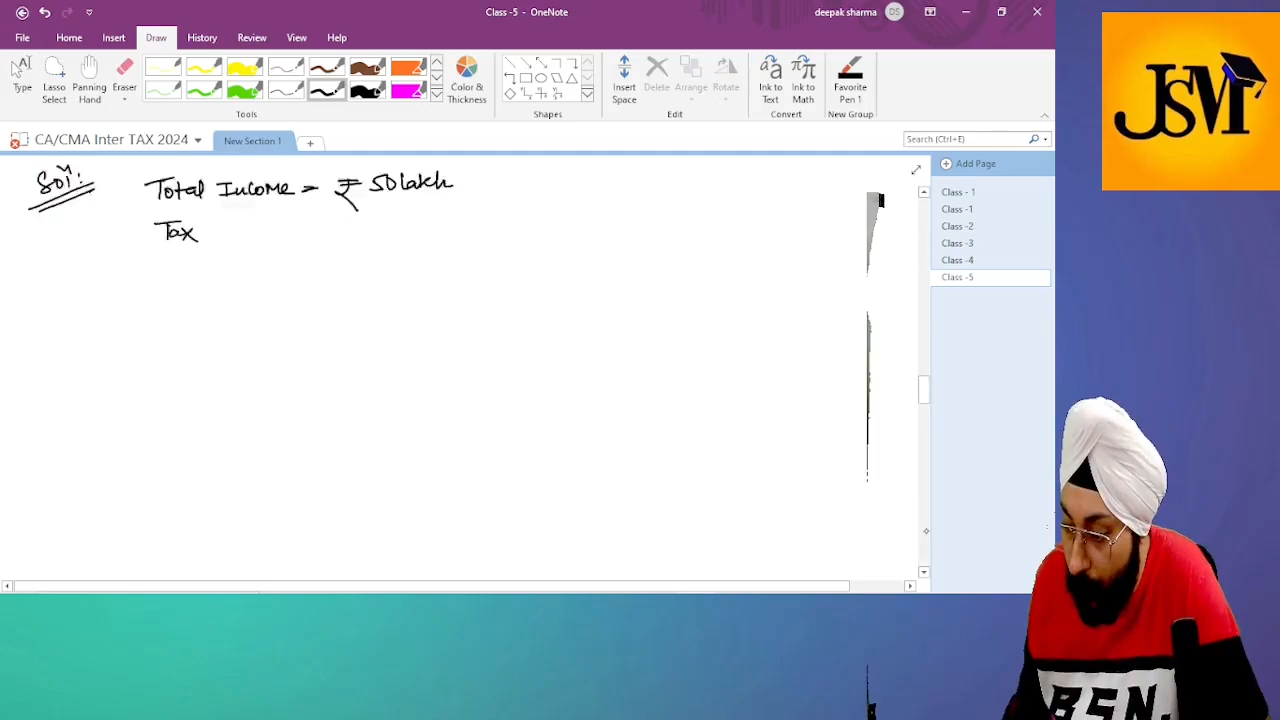 Class -5 - OneNote
deepak sharma
DS
File
Home
Insert
Draw
History
Review
View
Help
Type
Lasso Select
Panning Hand
Eraser
Color & Thickness
Insert Space
Delete
Arrange
Rotate
Ink to Text
Ink to Math
Favorite Pen 1
Tools
Shapes
Edit
Convert
New Group
CA/CMA Inter TAX 2024
New Section 1
Search (Ctrl+E)
Add Page
Class - 1
Class -1
Class -2
Class -3
Class -4
Class -5
Solⁿ:
Total Income = ₹ 50 lakh
Tax
JSM
BSN.